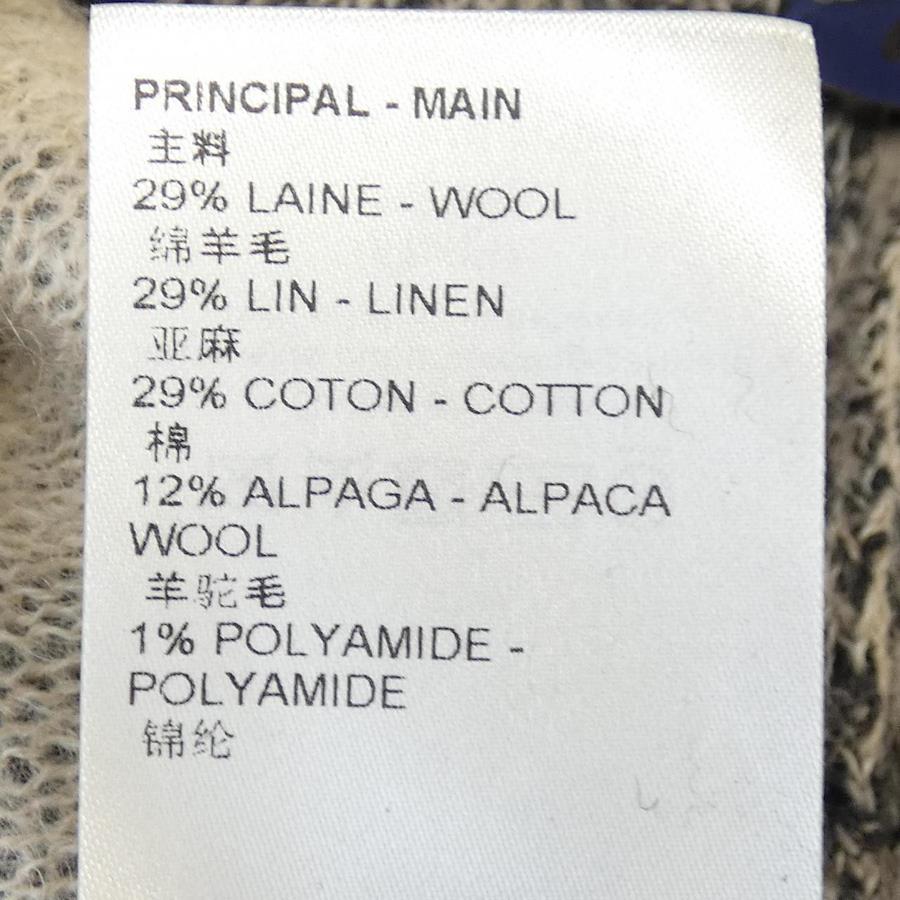 PRINCIPAL - MAIN
主料
29% LAINE - WOOL
绵羊毛
29% LIN - LINEN
亚麻
29% COTON - COTTON
棉
12% ALPAGA - ALPACA
WOOL
羊驼毛
1% POLYAMIDE -
POLYAMIDE
锦纶